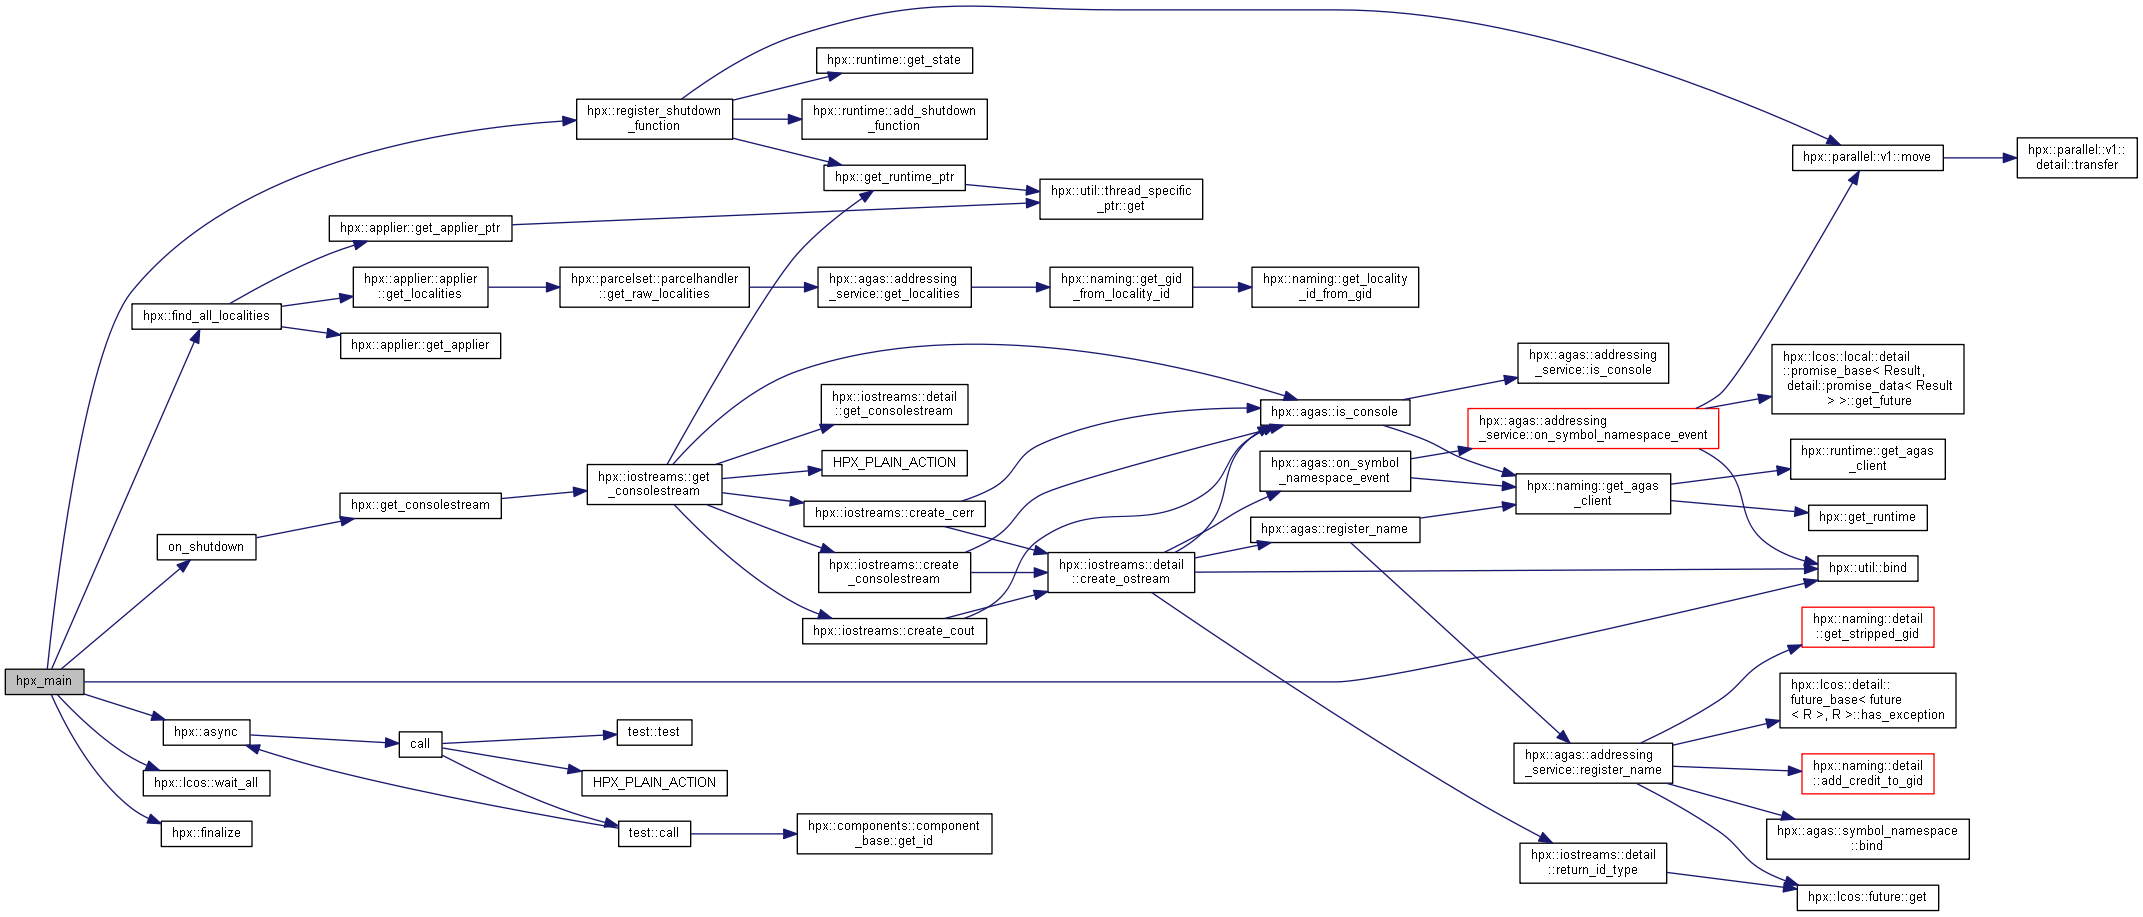 hpx_main
hpx::register_shutdown
_function
hpx::find_all_localities
on_shutdown
hpx::async
hpx::lcos::wait_all
hpx::finalize
hpx::applier::get_applier_ptr
hpx::applier::applier
::get_localities
hpx::applier::get_applier
hpx::get_consolestream
call
hpx::parcelset::parcelhandler
::get_raw_localities
hpx::iostreams::get
_consolestream
test::test
HPX_PLAIN_ACTION
test::call
hpx::runtime::get_state
hpx::runtime::add_shutdown
_function
hpx::get_runtime_ptr
hpx::agas::addressing
_service::get_localities
hpx::iostreams::detail
::get_consolestream
HPX_PLAIN_ACTION
hpx::iostreams::create_cerr
hpx::iostreams::create
_consolestream
hpx::iostreams::create_cout
hpx::components::component
_base::get_id
hpx::util::thread_specific
_ptr::get
hpx::naming::get_gid
_from_locality_id
hpx::iostreams::detail
::create_ostream
hpx::naming::get_locality
_id_from_gid
hpx::agas::is_console
hpx::agas::on_symbol
_namespace_event
hpx::agas::register_name
hpx::agas::addressing
_service::is_console
hpx::agas::addressing
_service::on_symbol_namespace_event
hpx::naming::get_agas
_client
hpx::agas::addressing
_service::register_name
hpx::iostreams::detail
::return_id_type
hpx::parallel::v1::move
hpx::lcos::local::detail
::promise_base< Result,
detail::promise_data< Result
> >::get_future
hpx::runtime::get_agas
_client
hpx::get_runtime
hpx::util::bind
hpx::naming::detail
::get_stripped_gid
hpx::lcos::detail::
future_base< future
< R >, R >::has_exception
hpx::naming::detail
::add_credit_to_gid
hpx::agas::symbol_namespace
::bind
hpx::lcos::future::get
hpx::parallel::v1::
detail::transfer